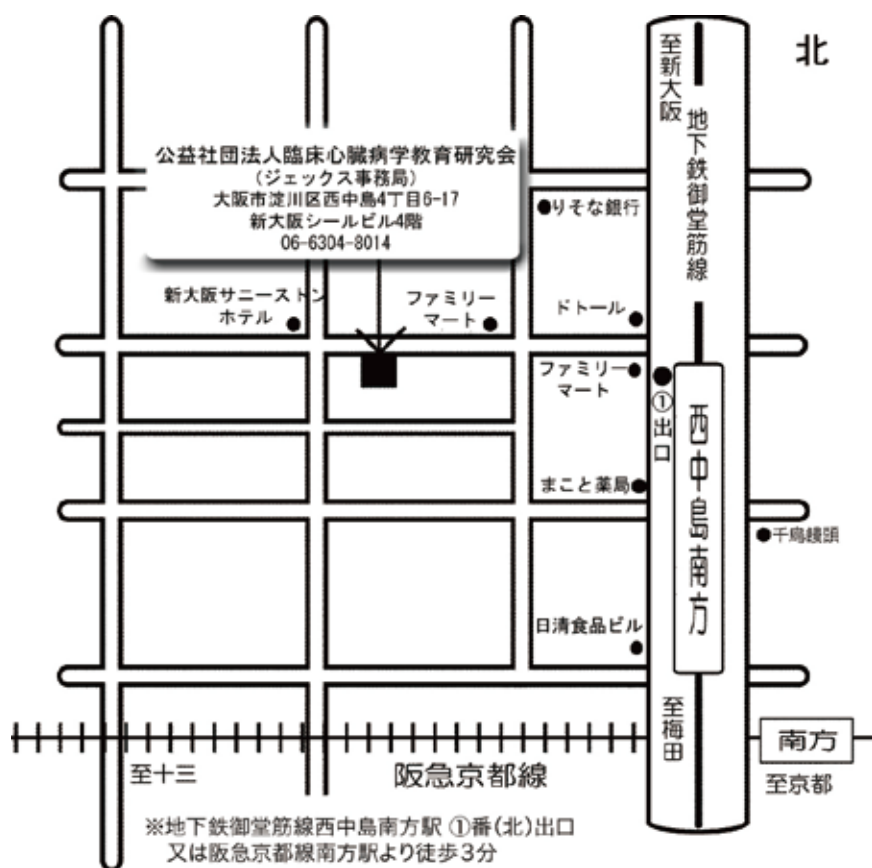 北
至新大阪
地下鉄御堂筋線
公益社団法人臨床心臓病学教育研究会
(ジェックス事務局)
大阪市淀川区西中島4丁目6-17
新大阪シールビル4階
06-6304-8014
●りそな銀行
新大阪サニーストン
ホテル
ファミリー
マート
ドトール
ファミリー
マート
①出口
西中島南方
まこと薬局
●千鳥饅頭
日清食品ビル
至梅田
南方
至十三
阪急京都線
至京都
※地下鉄御堂筋線西中島南方駅 ①番(北)出口
又は阪急京都線南方駅より徒歩3分